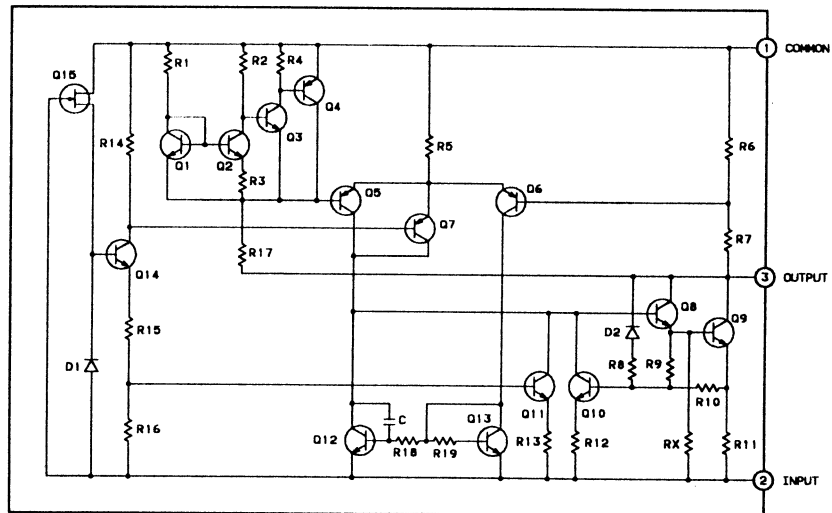 1 COMMON
R1
R2
R4
Q15
Q4
Q3
R14
R5
R6
Q1
Q2
R3
Q5
Q6
Q7
R7
R17
Q14
3 OUTPUT
Q8
D2
Q9
R15
R8
R9
D1
Q11
Q10
R10
C
R16
Q12
Q13
R18
R19
R13
R12
RX
R11
2 INPUT